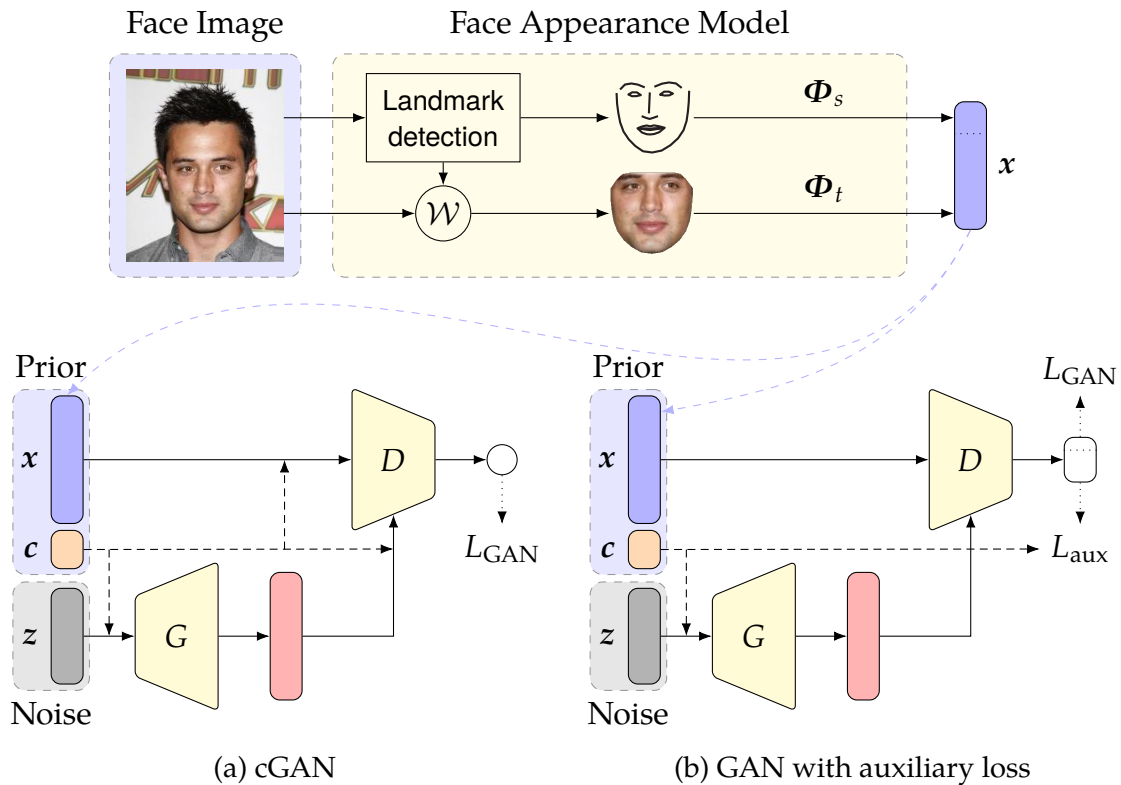 Face Image
Face Appearance Model
Landmark
detection
Φs
x
W
Φt
Prior
x
D
LGAN
c
z
G
Noise
(a) cGAN
Prior
LGAN
x
D
c
Laux
z
G
Noise
(b) GAN with auxiliary loss